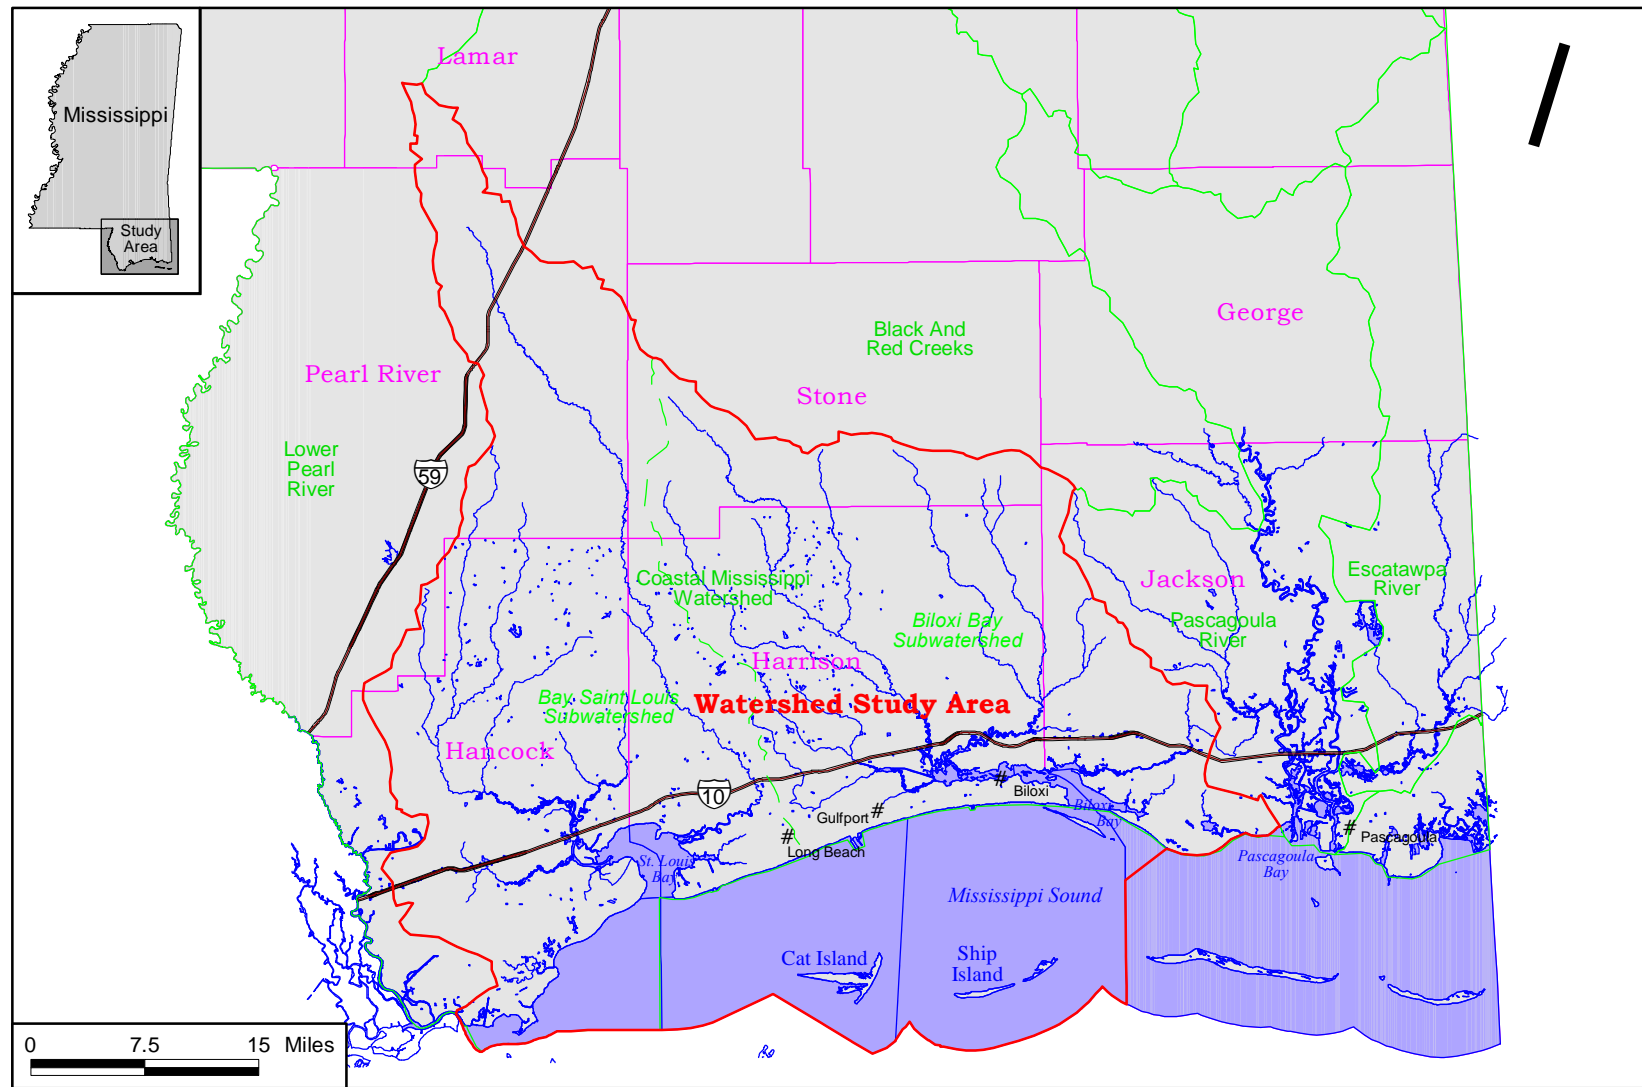 Mississippi
Study
Area
Lamar
George
Black And
Red Creeks
Pearl River
Stone
Lower
Pearl
River
59
Coastal Mississippi
Watershed
Jackson
Escatawpa
River
Biloxi Bay
Subwatershed
Pascagoula
River
Harrison
Bay Saint Louis
Subwatershed
Watershed Study Area
Hancock
10
#
Biloxi
Biloxi
Bay
Gulfport #
#
Long Beach
#
Pascagoula
St. Louis
Bay
Pascagoula
Bay
Mississippi Sound
Cat Island
Ship
Island
0 7.5 15 Miles